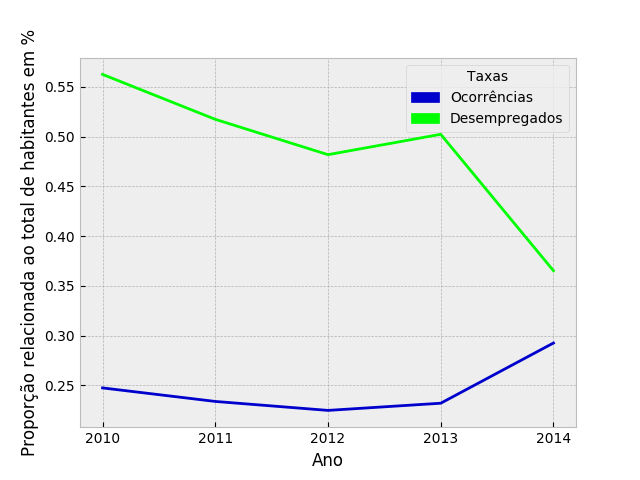 Proporção relacionada ao total de habitantes em %
0.55
0.50
0.45
0.40
0.35
0.30
0.25
Taxas
Ocorrências
Desempregados
2010 2011 2012 2013 2014
Ano